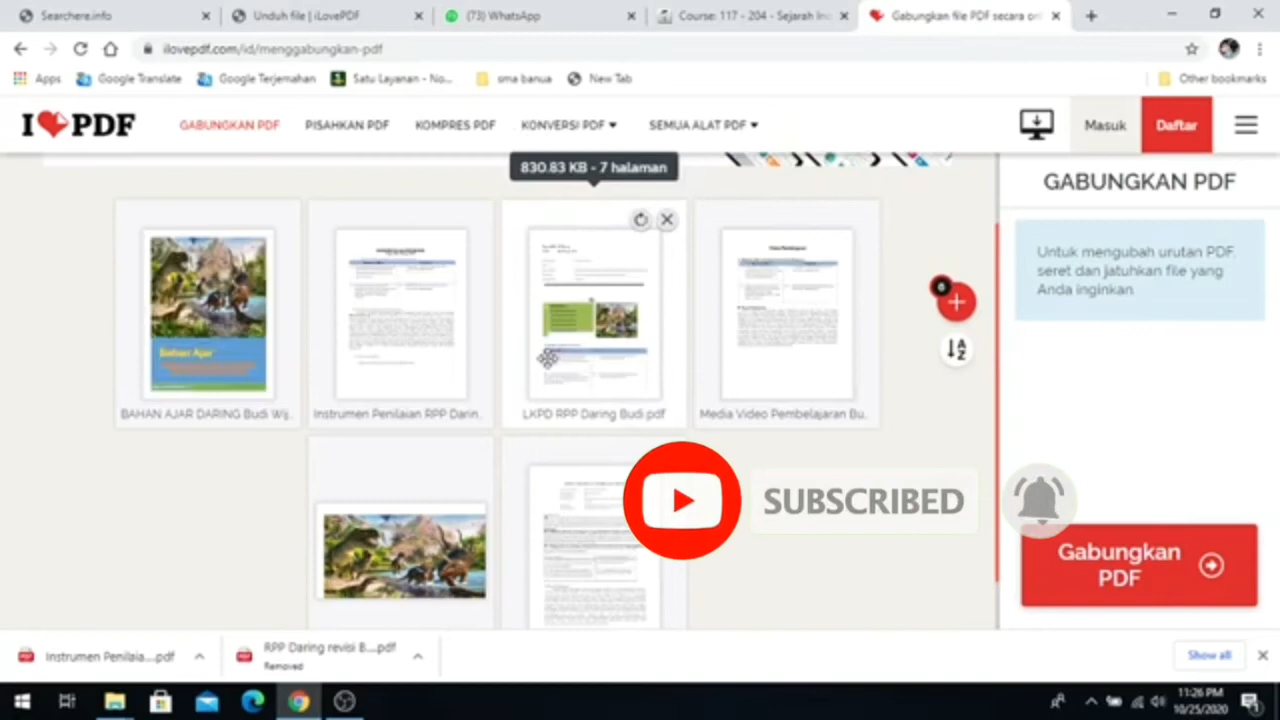 Searchere.info
Unduh file | iLovePDF
(73) WhatsApp
Course: 117 - 204 - Sejarah In
Gabungkan file PDF secara onl
ilovepdf.com/id/menggabungkan-pdf
Apps
Google Translate
Google Terjemahan
Satu Layanan - No...
sma banua
New Tab
Other bookmarks
I PDF
GABUNGKAN PDF
PISAHKAN PDF
KOMPRES PDF
KONVERSI PDF
SEMUA ALAT PDF
Masuk
Daftar
830.83 KB - 7 halaman
GABUNGKAN PDF
Untuk mengubah urutan PDF,
seret dan jatuhkan file yang
Anda inginkan.
6
A
Z
Bahan Ajar
BAHAN AJAR DARING Budi Wij...
Instrumen Penilaian RPP Darin...
LKPD RPP Daring Budi.pdf
Media Video Pembelajaran Bu...
SUBSCRIBED
Gabungkan
PDF
Instrumen Penilaia....pdf
RPP Daring revisi B....pdf
Removed
Show all
11:26 PM
10/25/2020